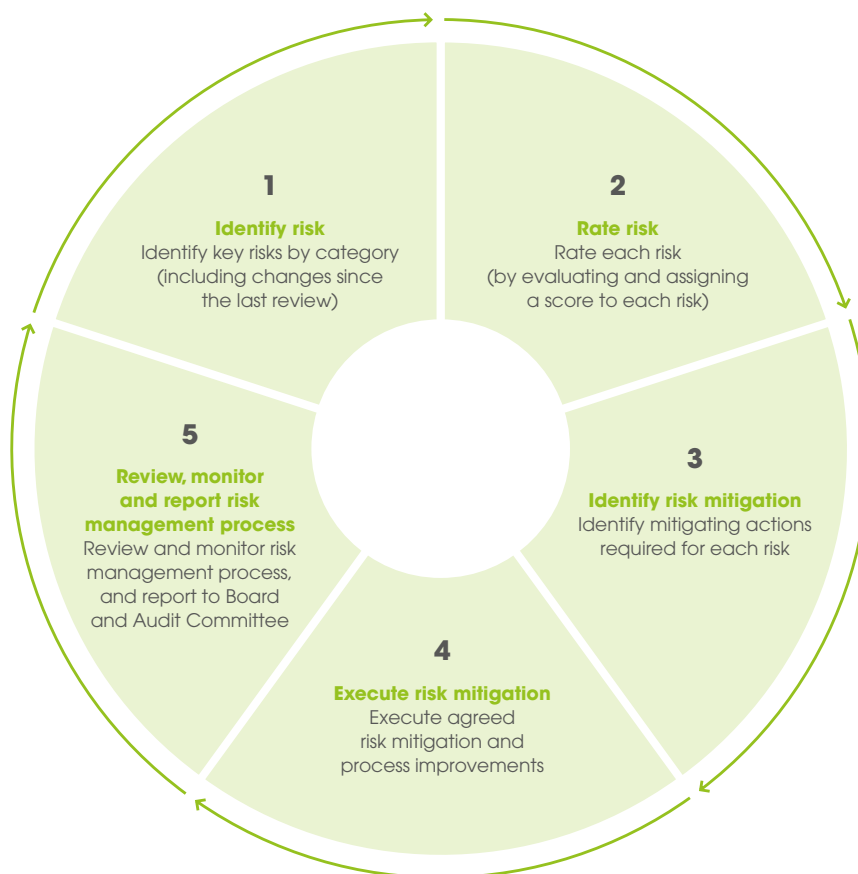 1
Identify risk
Identify key risks by category
(including changes since
the last review)
2
Rate risk
Rate each risk
(by evaluating and assigning
a score to each risk)
3
Identify risk mitigation
Identify mitigating actions
required for each risk
4
Execute risk mitigation
Execute agreed
risk mitigation and
process improvements
5
Review, monitor
and report risk
management process
Review and monitor risk
management process,
and report to Board
and Audit Committee